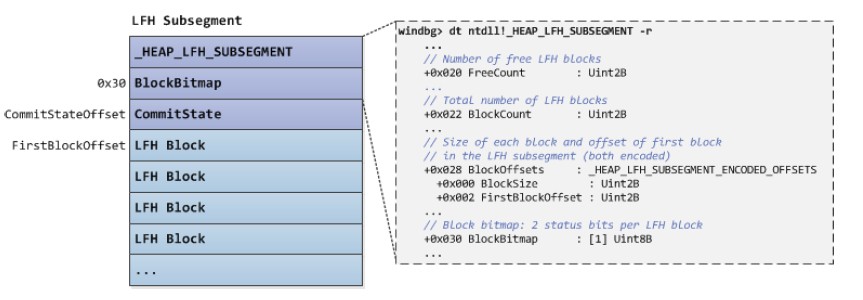 LFH Subsegment
_HEAP_LFH_SUBSEGMENT
0x30 BlockBitmap
CommitStateOffset CommitState
FirstBlockOffset LFH Block
LFH Block
LFH Block
LFH Block
...
windbg> dt ntdll!_HEAP_LFH_SUBSEGMENT -r
...
// Number of free LFH blocks
+0x020 FreeCount : Uint2B
...
// Total number of LFH blocks
+0x022 BlockCount : Uint2B
...
// Size of each block and offset of first block
// in the LFH subsegment (both encoded)
+0x028 BlockOffsets : _HEAP_LFH_SUBSEGMENT_ENCODED_OFFSETS
+0x000 BlockSize : Uint2B
+0x002 FirstBlockOffset : Uint2B
...
// Block bitmap: 2 status bits per LFH block
+0x030 BlockBitmap : [1] Uint8B
...